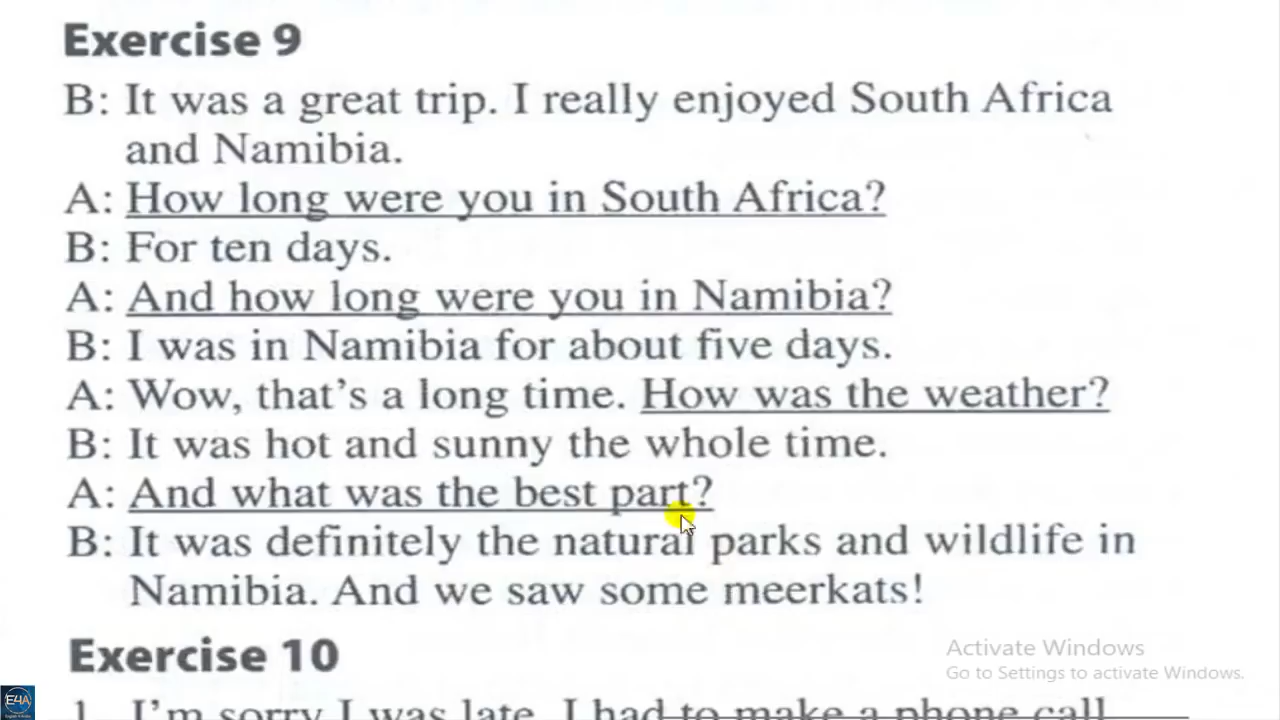 Exercise 9
B: It was a great trip. I really enjoyed South Africa
and Namibia.
A: How long were you in South Africa?
B: For ten days.
A: And how long were you in Namibia?
B: I was in Namibia for about five days.
A: Wow, that's a long time. How was the weather?
B: It was hot and sunny the whole time.
A: And what was the best part?
B: It was definitely the natural parks and wildlife in
Namibia. And we saw some meerkats!
Exercise 10
1. I'm sorry I was late. I had to make a phone call
Activate Windows
Go to Settings to activate Windows.
E4A